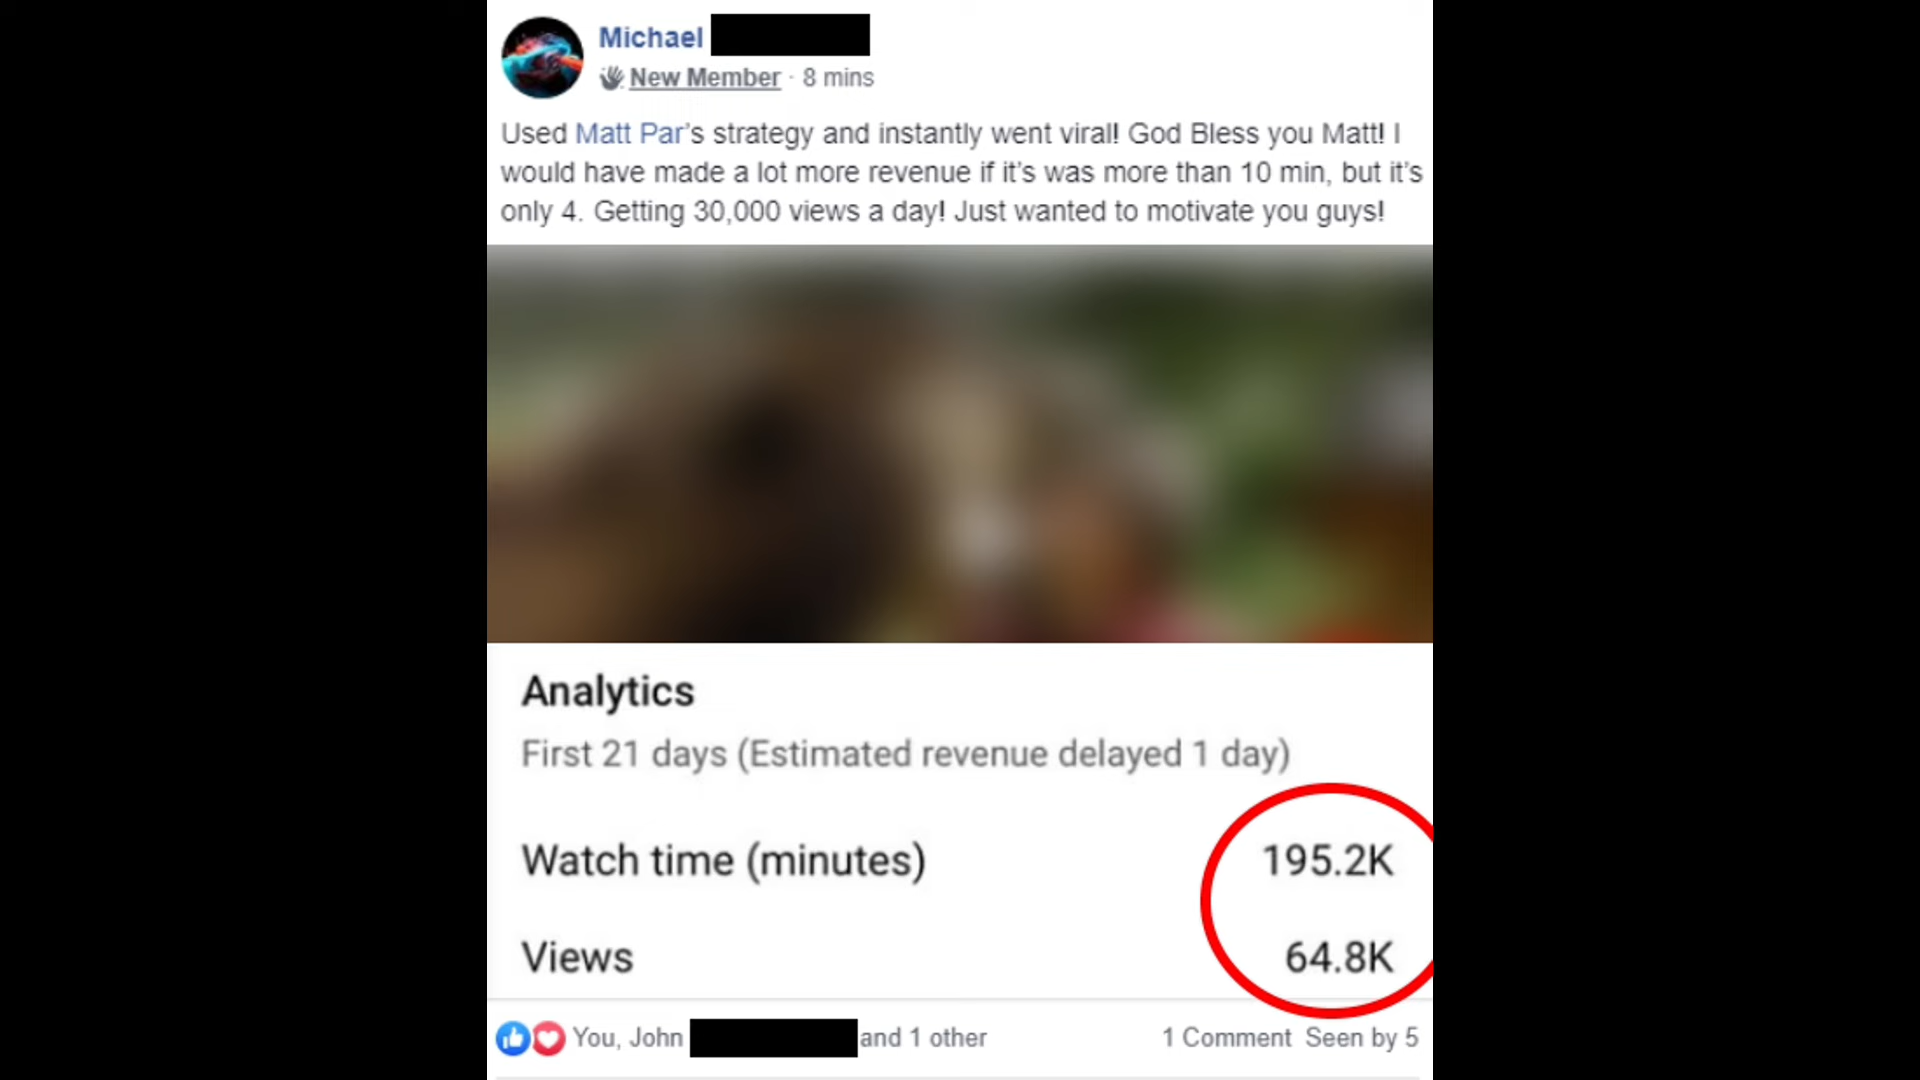 Michael
New Member · 8 mins
Used Matt Par's strategy and instantly went viral! God Bless you Matt! I
would have made a lot more revenue if it's was more than 10 min, but it's
only 4. Getting 30,000 views a day! Just wanted to motivate you guys!
Analytics
First 21 days (Estimated revenue delayed 1 day)
Watch time (minutes) 195.2K
Views 64.8K
You, John and 1 other 1 Comment Seen by 5